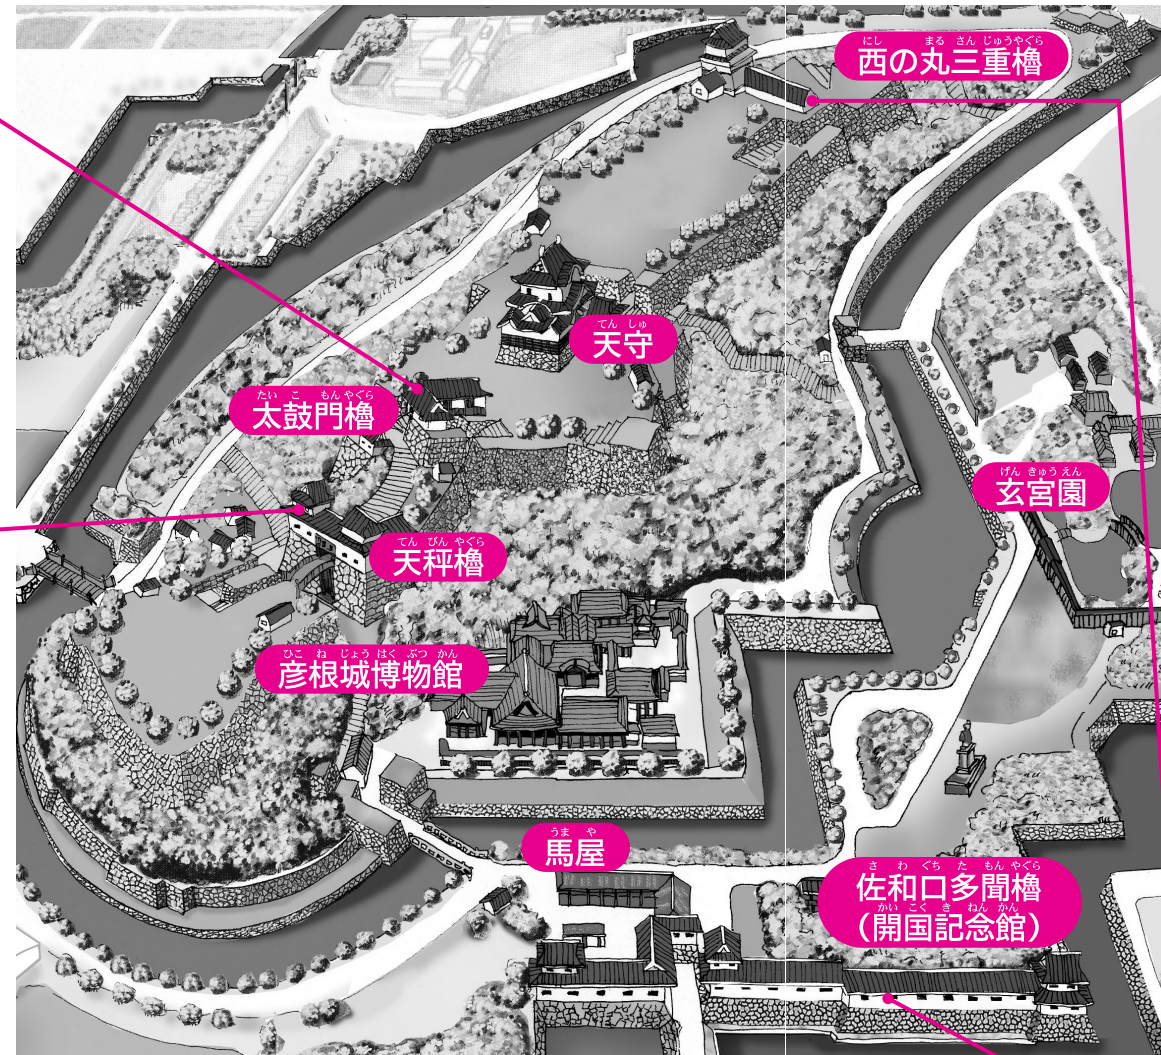 にし まる さんじゅうやぐら
西の丸三重櫓
てん しゅ
天守
たい こ もん やぐら
太鼓門櫓
げん きゅう えん
玄宮園
てん びん やぐら
天秤櫓
ひこ ね じょう はく ぶつ かん
彦根城博物館
うま や
馬屋
さ わ ぐち た もん やぐら
佐和口多聞櫓
かい こく き ねん かん
（開国記念館）